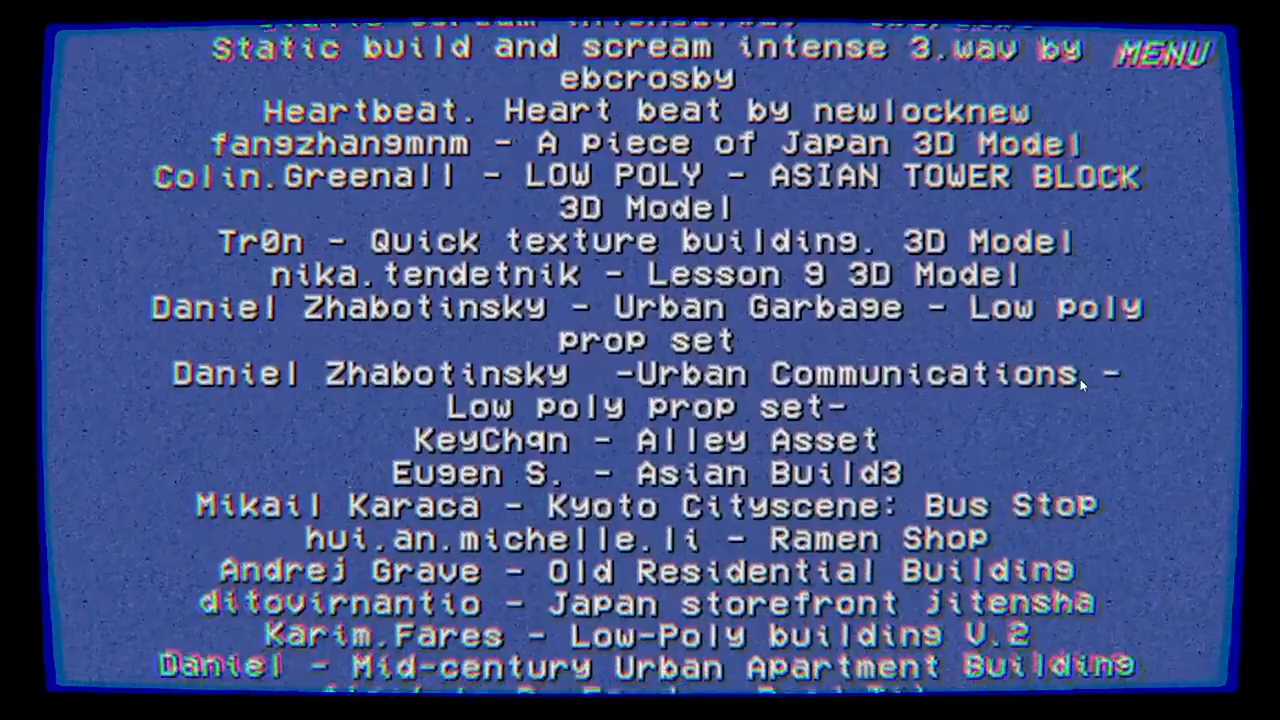 Static build and scream intense 3.wav by
MENU
ebcrosby
Heartbeat. Heart beat by newlocknew
fangzhangmnm - A piece of Japan 3D Model
Colin.Greenall - LOW POLY - ASIAN TOWER BLOCK
3D Model
Tr0n - Quick texture building. 3D Model
nika.tendetnik - Lesson 9 3D Model
Daniel Zhabotinsky - Urban Garbage - Low poly
prop set
Daniel Zhabotinsky -Urban Communications -
Low poly prop set-
KeyChan - Alley Asset
Eugen S. - Asian Build3
Mikail Karaca - Kyoto Cityscene: Bus Stop
hui.an.michelle.li - Ramen Shop
Andrej Grave - Old Residential Building
ditovirnantio - Japan storefront jitensha
Karim.Fares - Low-Poly building V.2
Daniel - Mid-century Urban Apartment Building